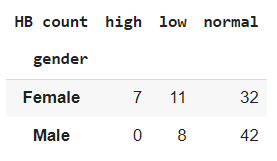 HB count high low normal
gender
Female 7 11 32
Male 0 8 42